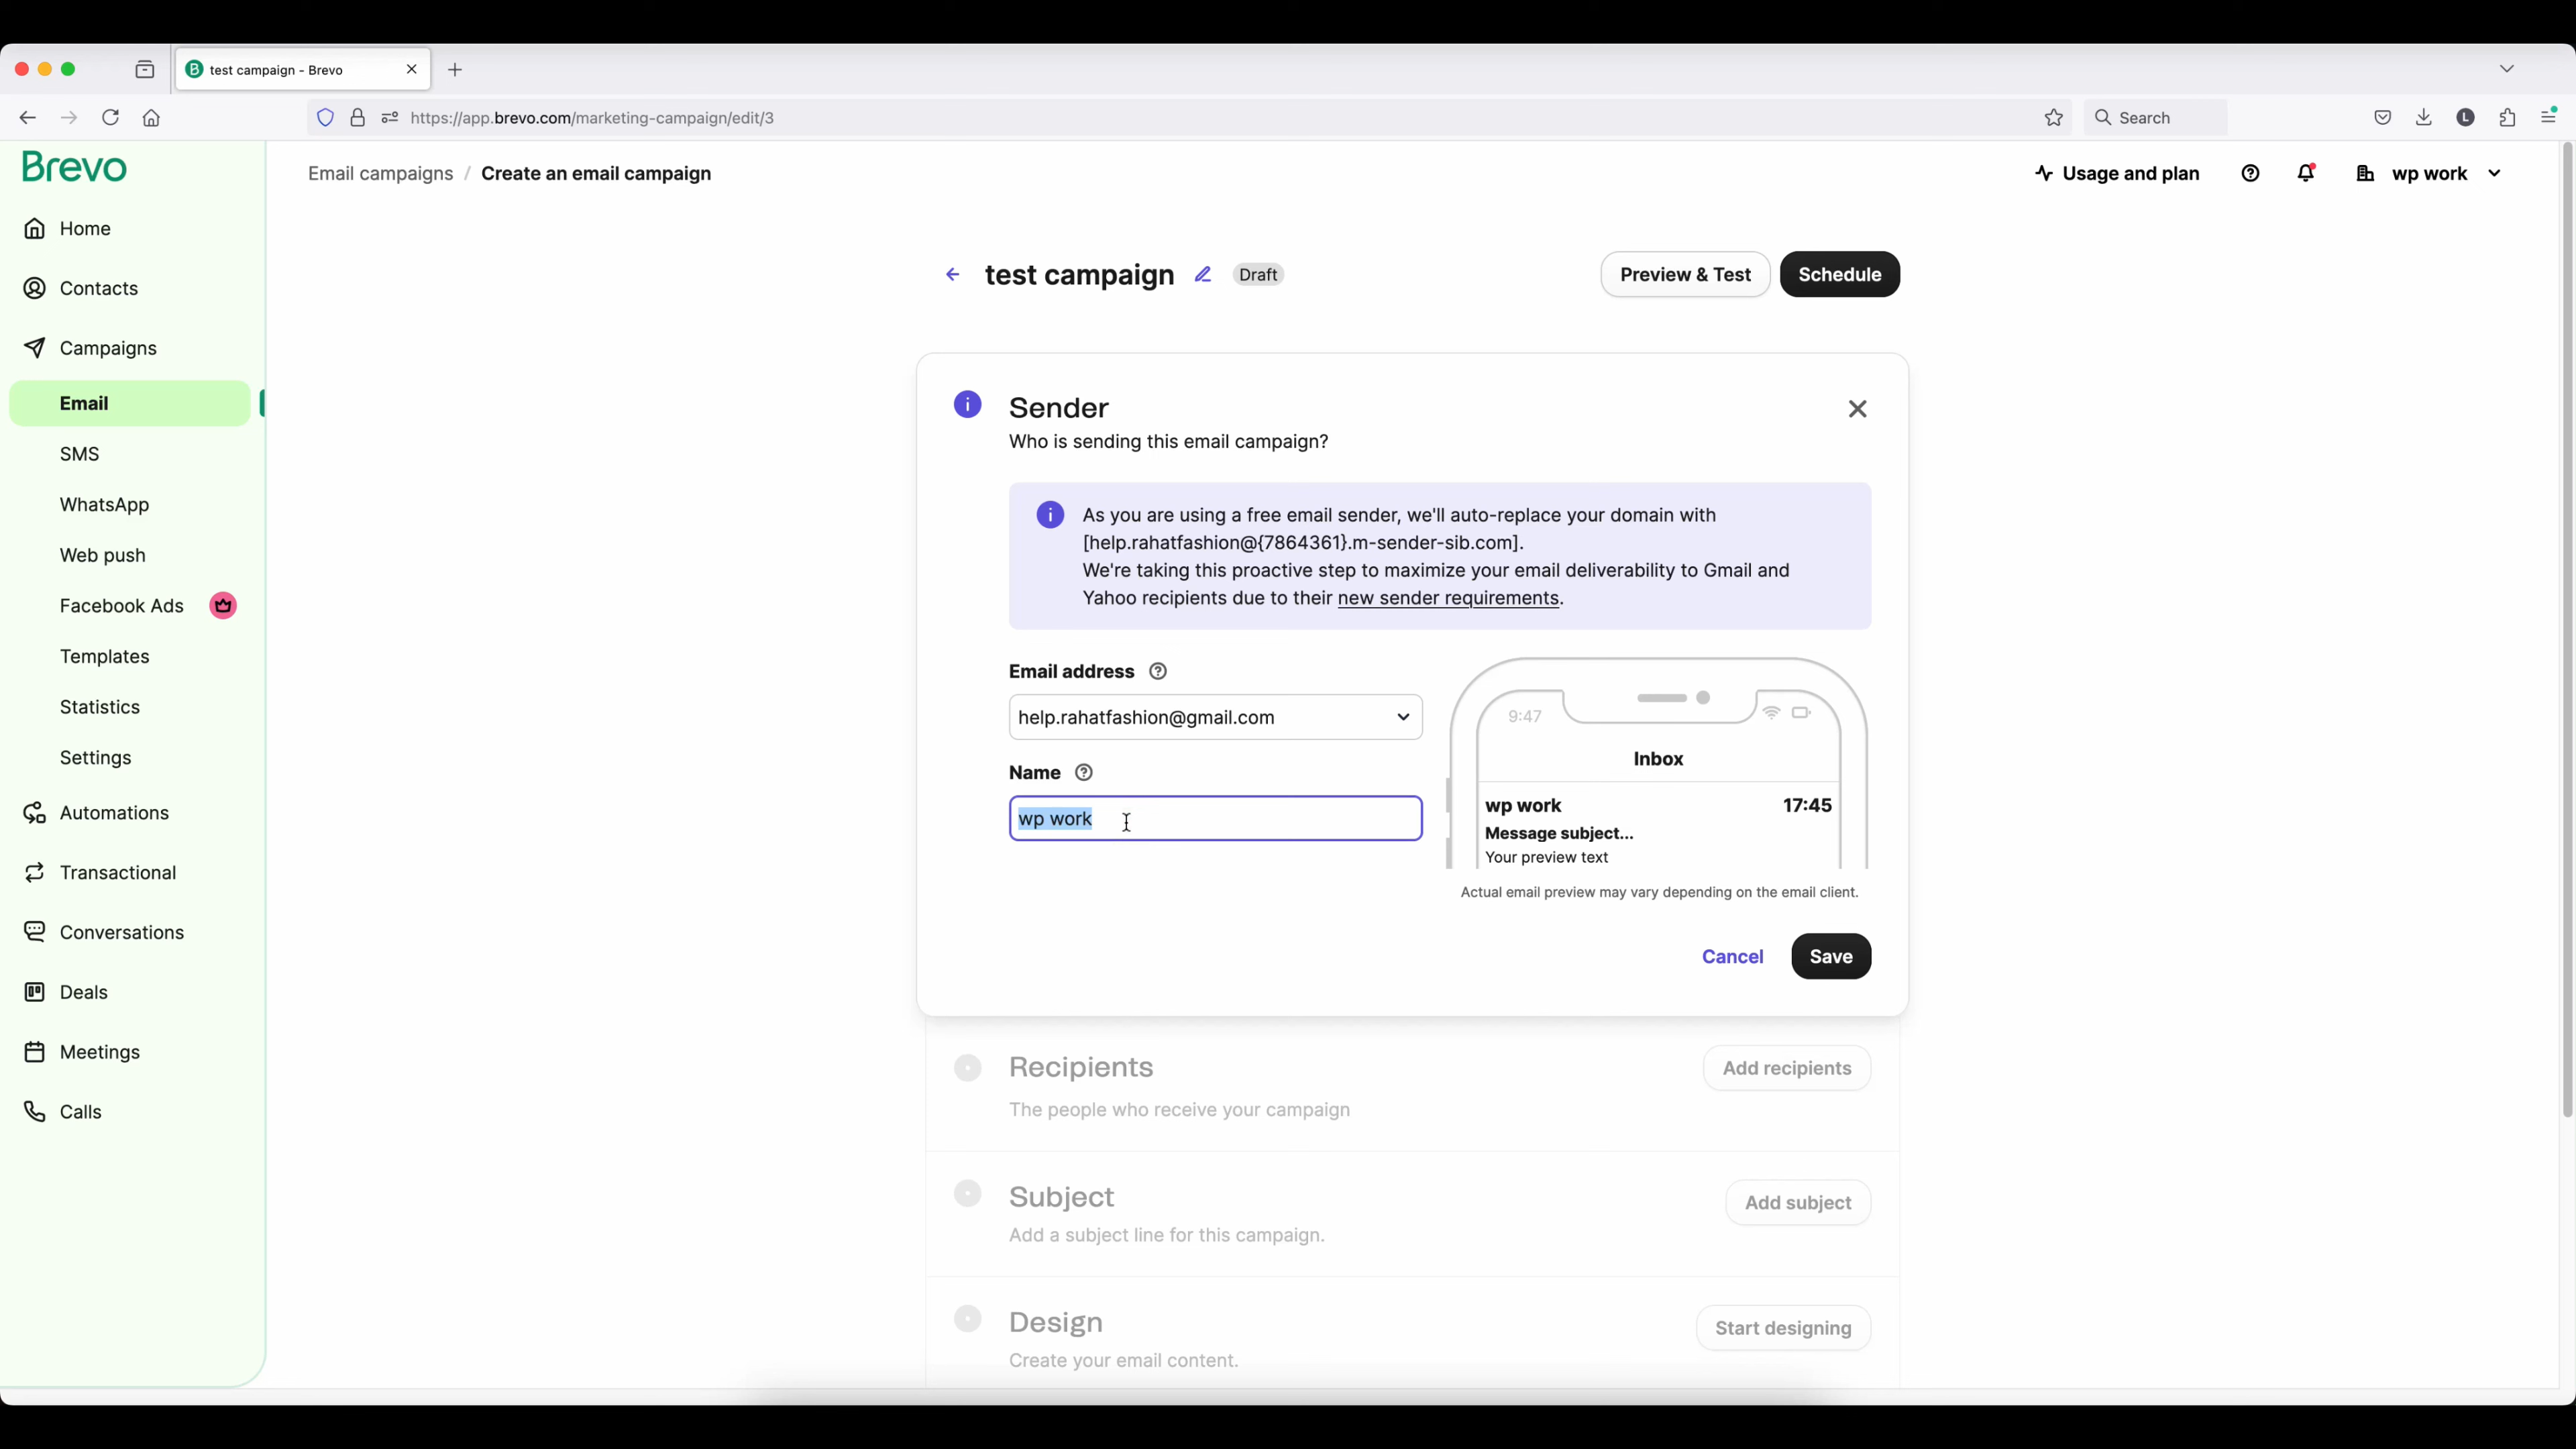 test campaign - Brevo
https://app.brevo.com/marketing-campaign/edit/3
Search
L
Brevo
Email campaigns / Create an email campaign
Usage and plan
wp work
Home
Contacts
Campaigns
Email
SMS
WhatsApp
Web push
Facebook Ads
Templates
Statistics
Settings
Automations
Transactional
Conversations
Deals
Meetings
Calls
test campaign
Draft
Preview & Test
Schedule
Sender
Who is sending this email campaign?
As you are using a free email sender, we'll auto-replace your domain with
[help.rahatfashion@{7864361}.m-sender-sib.com].
We're taking this proactive step to maximize your email deliverability to Gmail and
Yahoo recipients due to their new sender requirements.
Email address
help.rahatfashion@gmail.com
Name
wp work
9:47
Inbox
wp work 17:45
Message subject...
Your preview text
Actual email preview may vary depending on the email client.
Cancel
Save
Recipients
The people who receive your campaign
Add recipients
Subject
Add a subject line for this campaign.
Add subject
Design
Create your email content.
Start designing